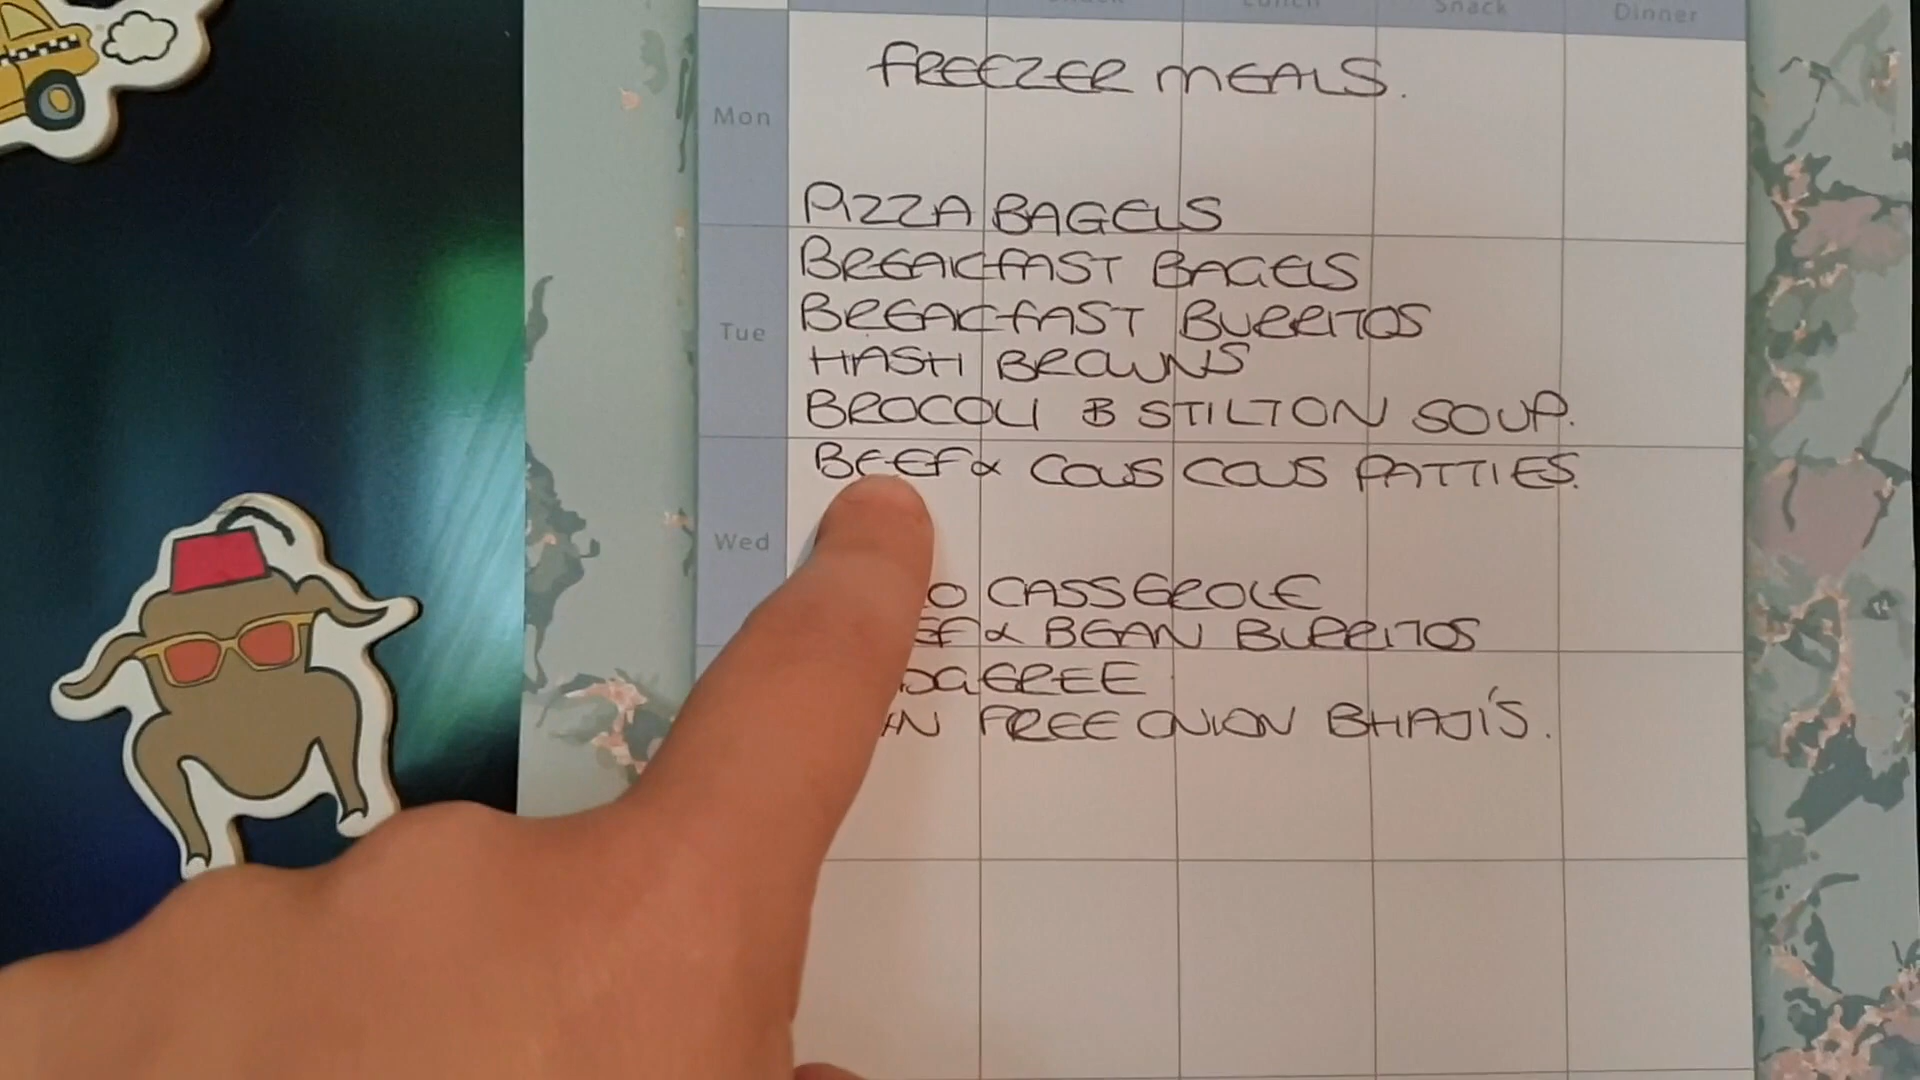 Snack Lunch Snack Dinner
FREEZER MEALS.
Mon
PIZZA BAGELS
BREAKFAST BAGELS
BREAKFAST BURRITOS
Tue
HASH BROWNS
BROCOLI & STILTON SOUP.
BEEF & COUS COUS PATTIES.
Wed
CASSEROLE
& BEAN BURRITOS
FREE ONION BHAJI'S.